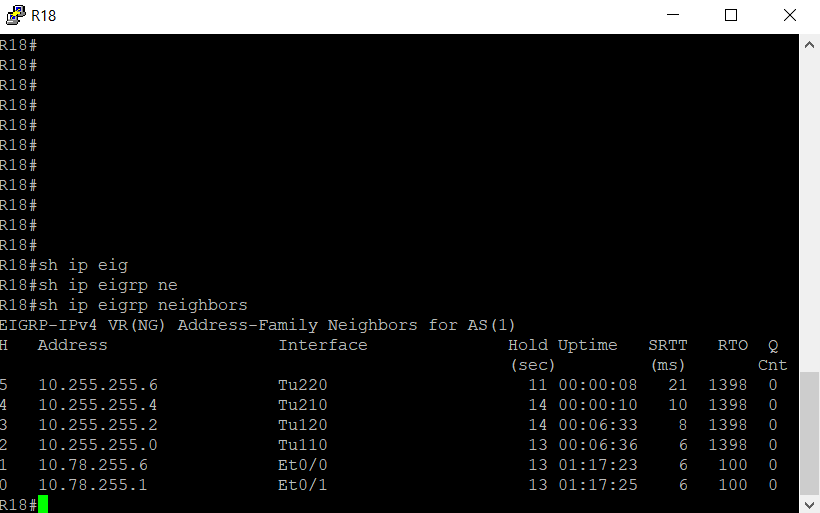 R18
R18#
R18#
R18#
R18#
R18#
R18#
R18#
R18#
R18#
R18#
R18#
R18#sh ip eig
R18#sh ip eigrp ne
R18#sh ip eigrp neighbors
EIGRP-IPv4 VR(NG) Address-Family Neighbors for AS(1)
H   Address                 Interface              Hold Uptime   SRTT   RTO  Q
                                                   (sec)         (ms)       Cnt
5   10.255.255.6            Tu220                    11 00:00:08   21  1398  0
4   10.255.255.4            Tu210                    14 00:00:10   10  1398  0
3   10.255.255.2            Tu120                    14 00:06:33    8  1398  0
2   10.255.255.0            Tu110                    13 00:06:36    6  1398  0
1   10.78.255.6             Et0/0                    13 01:17:23    6   100  0
0   10.78.255.1             Et0/1                    13 01:17:25    6   100  0
R18#